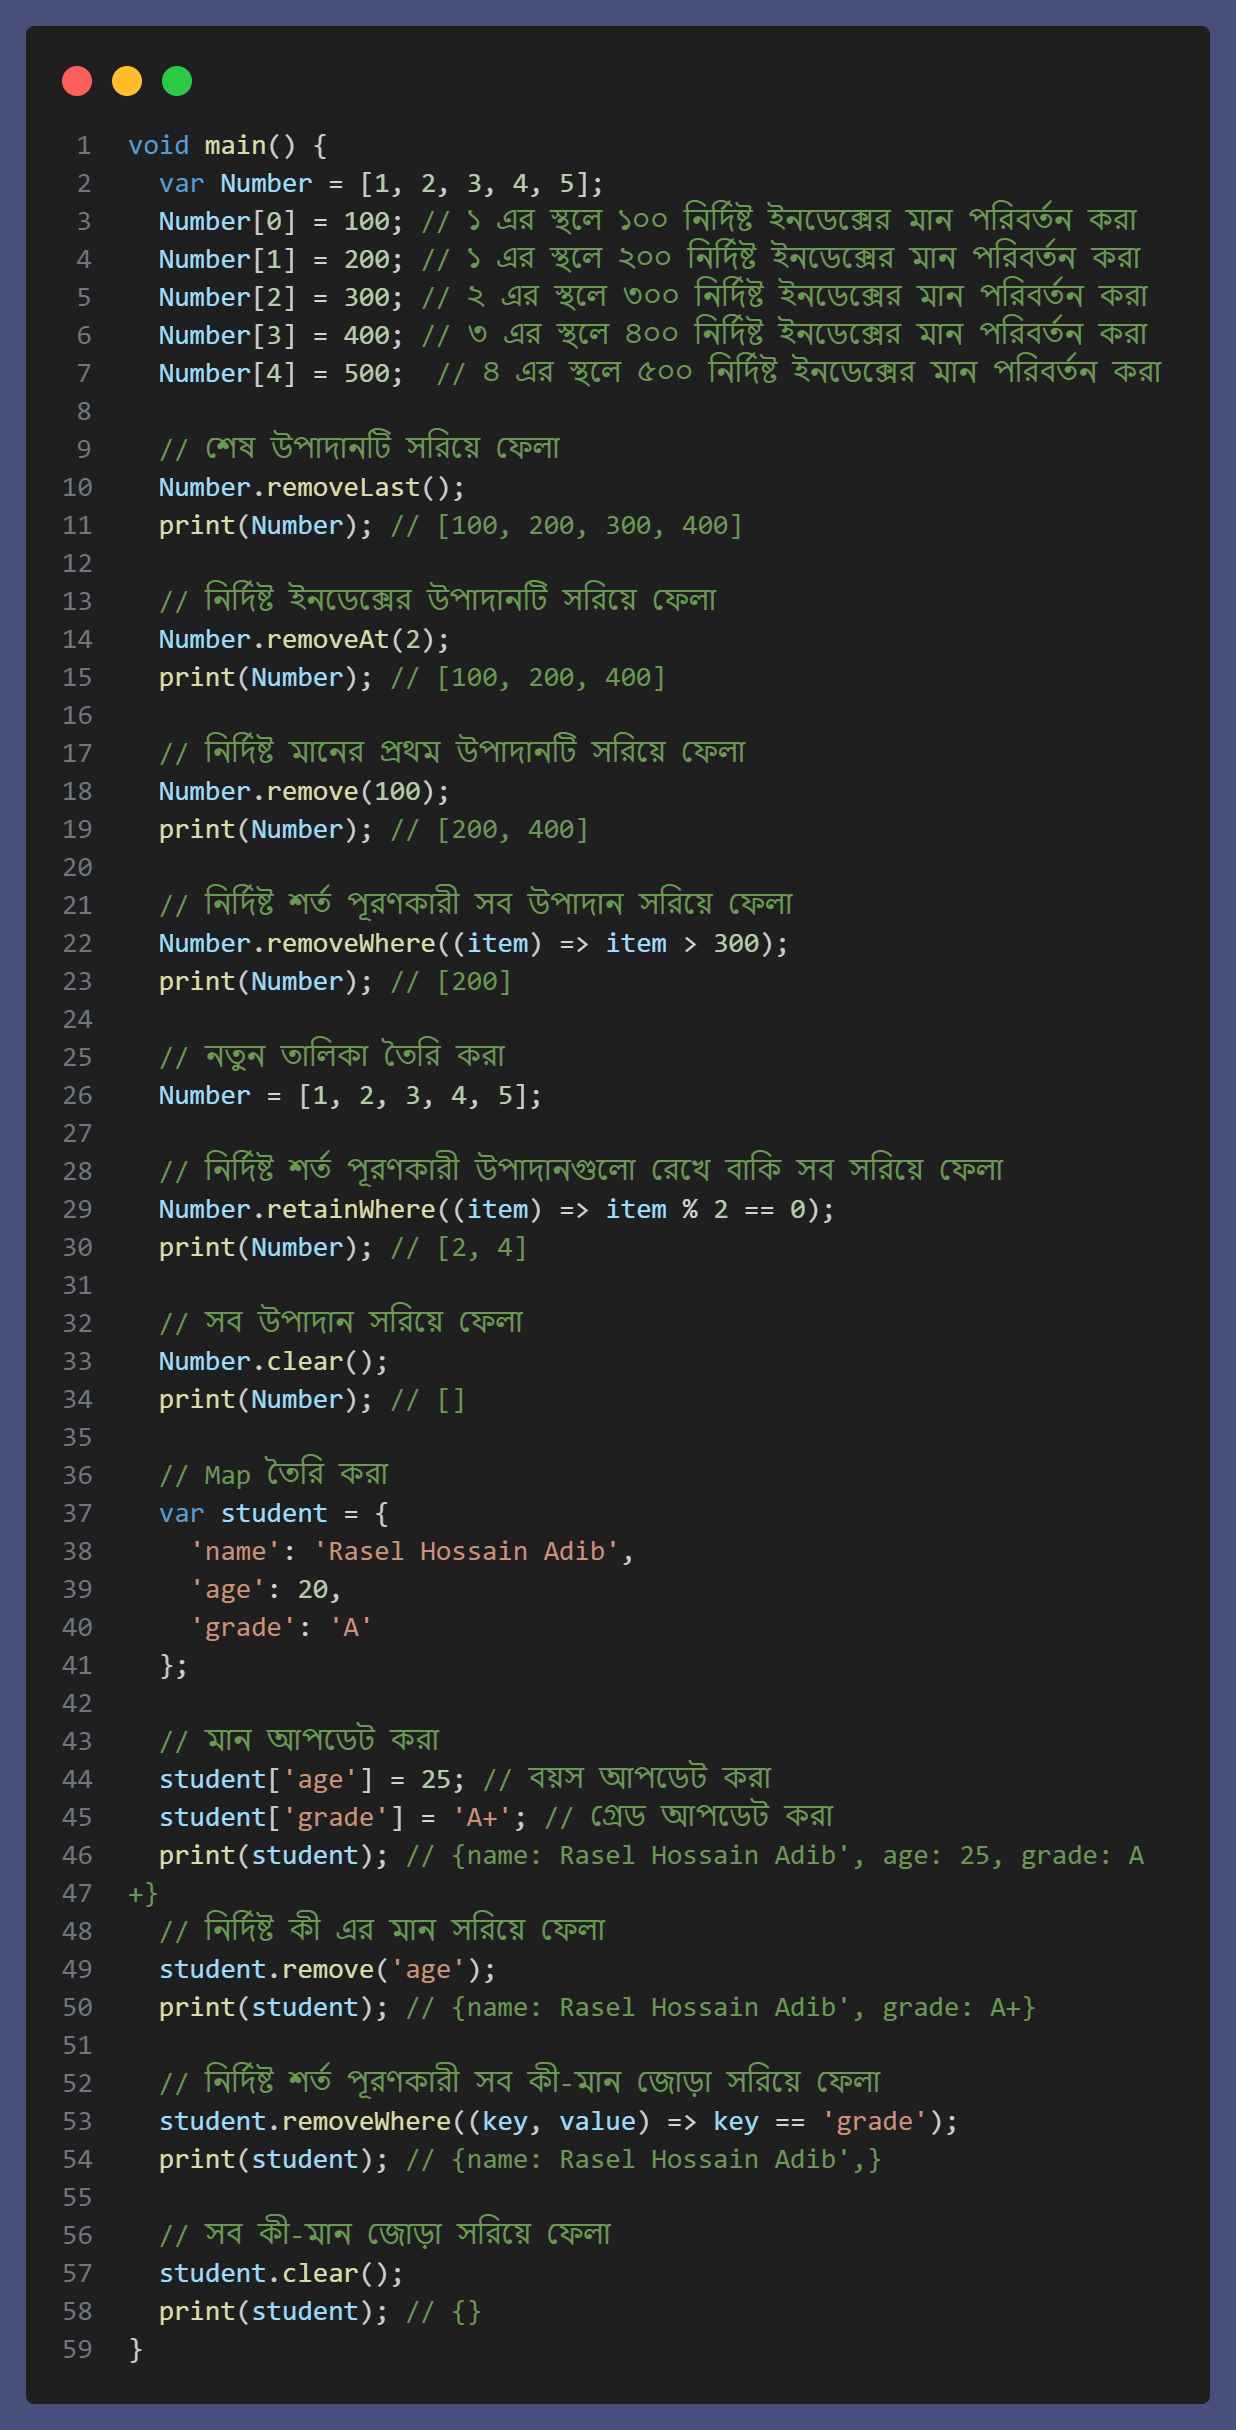 1 void main() {
2 var Number = [1, 2, 3, 4, 5];
3 Number[0] = 100; // ১ এর স্থলে ১০০ নির্দিষ্ট ইনডেক্সের মান পরিবর্তন করা
4 Number[1] = 200; // ১ এর স্থলে ২০০ নির্দিষ্ট ইনডেক্সের মান পরিবর্তন করা
5 Number[2] = 300; // ২ এর স্থলে ৩০০ নির্দিষ্ট ইনডেক্সের মান পরিবর্তন করা
6 Number[3] = 400; // ৩ এর স্থলে ৪০০ নির্দিষ্ট ইনডেক্সের মান পরিবর্তন করা
7 Number[4] = 500;  // ৪ এর স্থলে ৫০০ নির্দিষ্ট ইনডেক্সের মান পরিবর্তন করা
8
9 // শেষ উপাদানটি সরিয়ে ফেলা
10 Number.removeLast();
11 print(Number); // [100, 200, 300, 400]
12
13 // নির্দিষ্ট ইনডেক্সের উপাদানটি সরিয়ে ফেলা
14 Number.removeAt(2);
15 print(Number); // [100, 200, 400]
16
17 // নির্দিষ্ট মানের প্রথম উপাদানটি সরিয়ে ফেলা
18 Number.remove(100);
19 print(Number); // [200, 400]
20
21 // নির্দিষ্ট শর্ত পূরণকারী সব উপাদান সরিয়ে ফেলা
22 Number.removeWhere((item) => item > 300);
23 print(Number); // [200]
24
25 // নতুন তালিকা তৈরি করা
26 Number = [1, 2, 3, 4, 5];
27
28 // নির্দিষ্ট শর্ত পূরণকারী উপাদানগুলো রেখে বাকি সব সরিয়ে ফেলা
29 Number.retainWhere((item) => item % 2 == 0);
30 print(Number); // [2, 4]
31
32 // সব উপাদান সরিয়ে ফেলা
33 Number.clear();
34 print(Number); // []
35
36 // Map তৈরি করা
37 var student = {
38 'name': 'Rasel Hossain Adib',
39 'age': 20,
40 'grade': 'A'
41 };
42
43 // মান আপডেট করা
44 student['age'] = 25; // বয়স আপডেট করা
45 student['grade'] = 'A+'; // গ্রেড আপডেট করা
46 print(student); // {name: Rasel Hossain Adib', age: 25, grade: A
47 +}
48 // নির্দিষ্ট কী এর মান সরিয়ে ফেলা
49 student.remove('age');
50 print(student); // {name: Rasel Hossain Adib', grade: A+}
51
52 // নির্দিষ্ট শর্ত পূরণকারী সব কী-মান জোড়া সরিয়ে ফেলা
53 student.removeWhere((key, value) => key == 'grade');
54 print(student); // {name: Rasel Hossain Adib',}
55
56 // সব কী-মান জোড়া সরিয়ে ফেলা
57 student.clear();
58 print(student); // {}
59 }